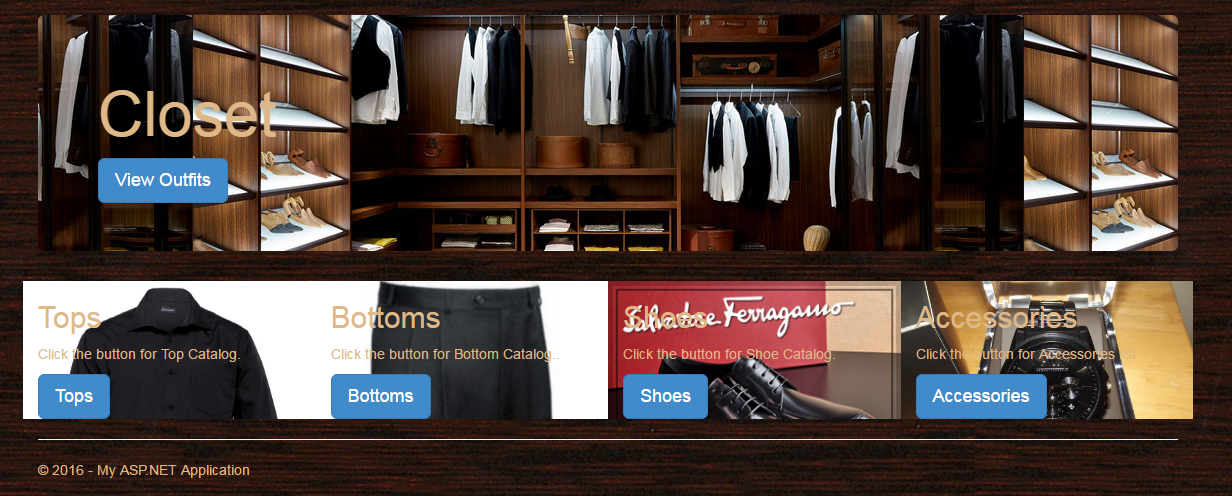 Closet
View Outfits
Tops
Click the button for Top Catalog.
Tops
Bottoms
Click the button for Bottom Catalog..
Bottoms
Salvatore Ferragamo
Shoes
Click the button for Shoe Catalog.
Shoes
Accessories
Click the button for Accessories
Accessories
© 2016 - My ASP.NET Application